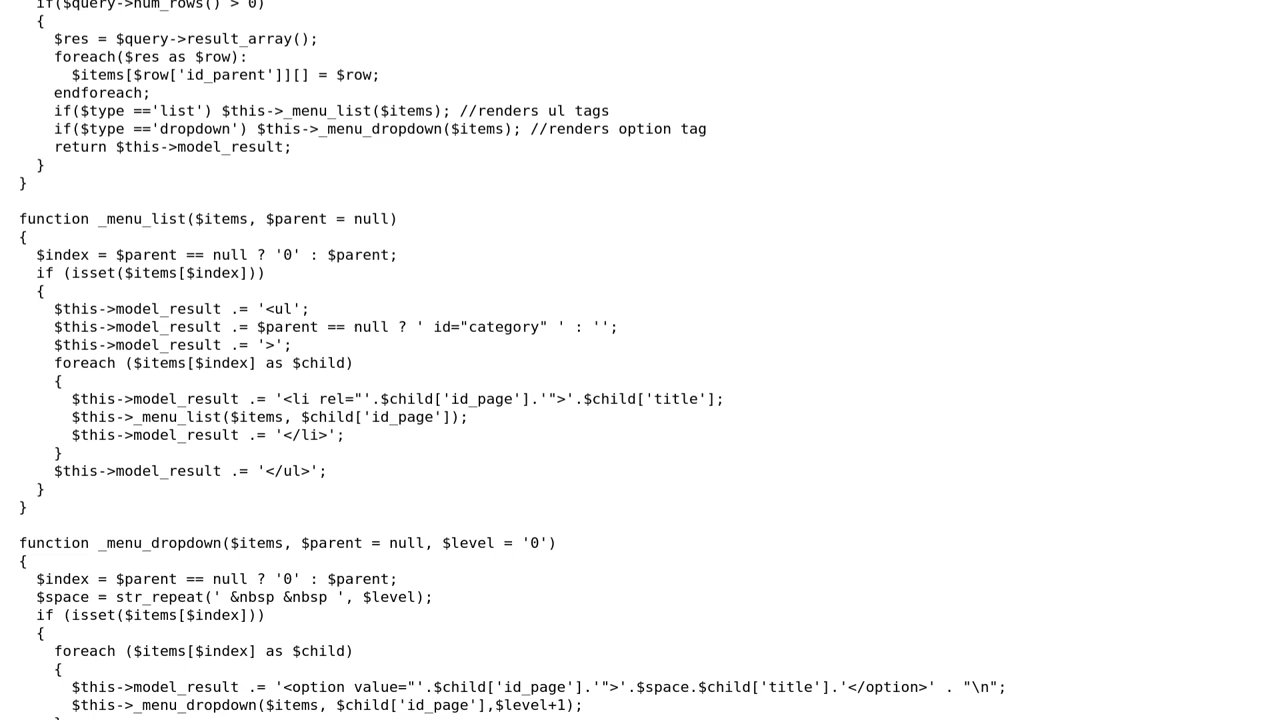 if($query->num_rows() > 0)
{
$res = $query->result_array();
foreach($res as $row):
$items[$row['id_parent']][] = $row;
endforeach;
if($type =='list') $this->_menu_list($items); //renders ul tags
if($type =='dropdown') $this->_menu_dropdown($items); //renders option tag
return $this->model_result;
}
}
function _menu_list($items, $parent = null)
{
$index = $parent == null ? '0' : $parent;
if (isset($items[$index]))
{
$this->model_result .= '<ul';
$this->model_result .= $parent == null ? ' id="category" ' : '';
$this->model_result .= '>';
foreach ($items[$index] as $child)
{
$this->model_result .= '<li rel="'.$child['id_page'].'">'.$child['title'];
$this->_menu_list($items, $child['id_page']);
$this->model_result .= '</li>';
}
$this->model_result .= '</ul>';
}
}
function _menu_dropdown($items, $parent = null, $level = '0')
{
$index = $parent == null ? '0' : $parent;
$space = str_repeat(' &nbsp &nbsp ', $level);
if (isset($items[$index]))
{
foreach ($items[$index] as $child)
{
$this->model_result .= '<option value="'.$child['id_page'].'">'.$space.$child['title'].'</option>' . "\n";
$this->_menu_dropdown($items, $child['id_page'],$level+1);
}